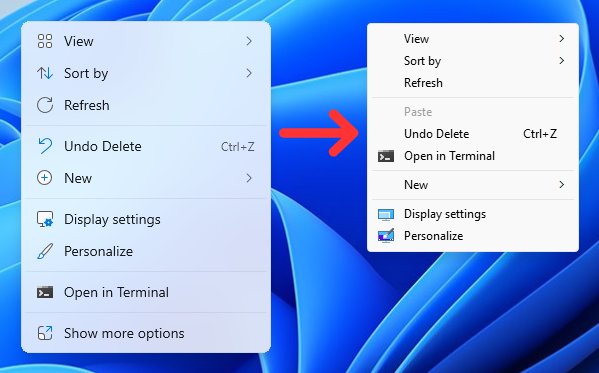 View
Sort by
Refresh
Undo Delete Ctrl+Z
New
Display settings
Personalize
Open in Terminal
Show more options
View
Sort by
Refresh
Paste
Undo Delete Ctrl+Z
Open in Terminal
New
Display settings
Personalize